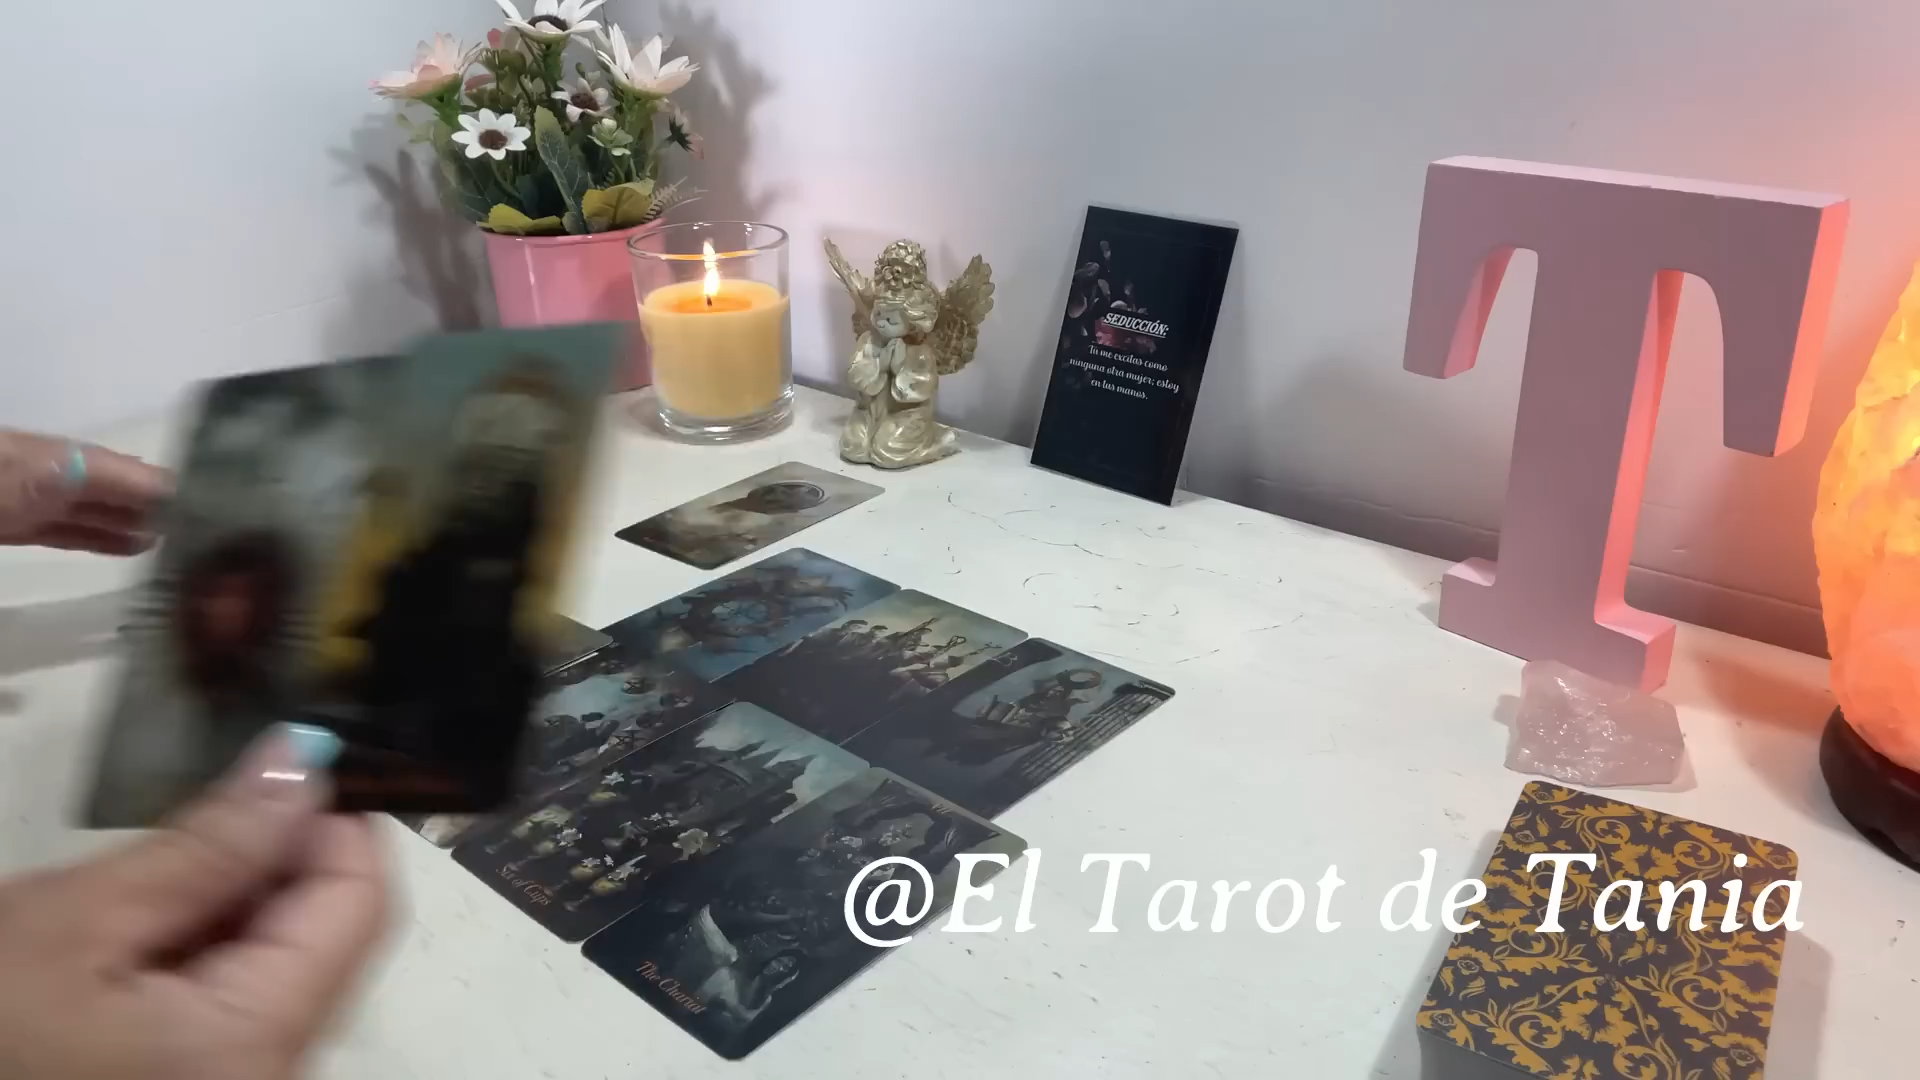 SEDUCCIÓN:
Tú me excitas como
ninguna otra mujer; estoy
en tus manos.
T
Six of Cups
The Chariot
@El Tarot de Tania